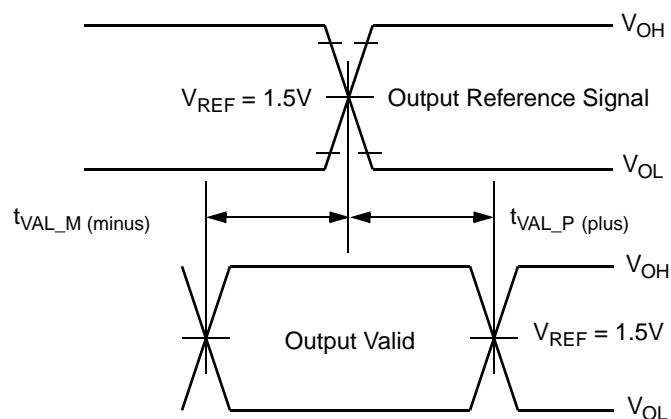 VOH
VREF = 1.5V
Output Reference Signal
VOL
tVAL_M (minus)
tVAL_P (plus)
VOH
Output Valid
VREF = 1.5V
VOL